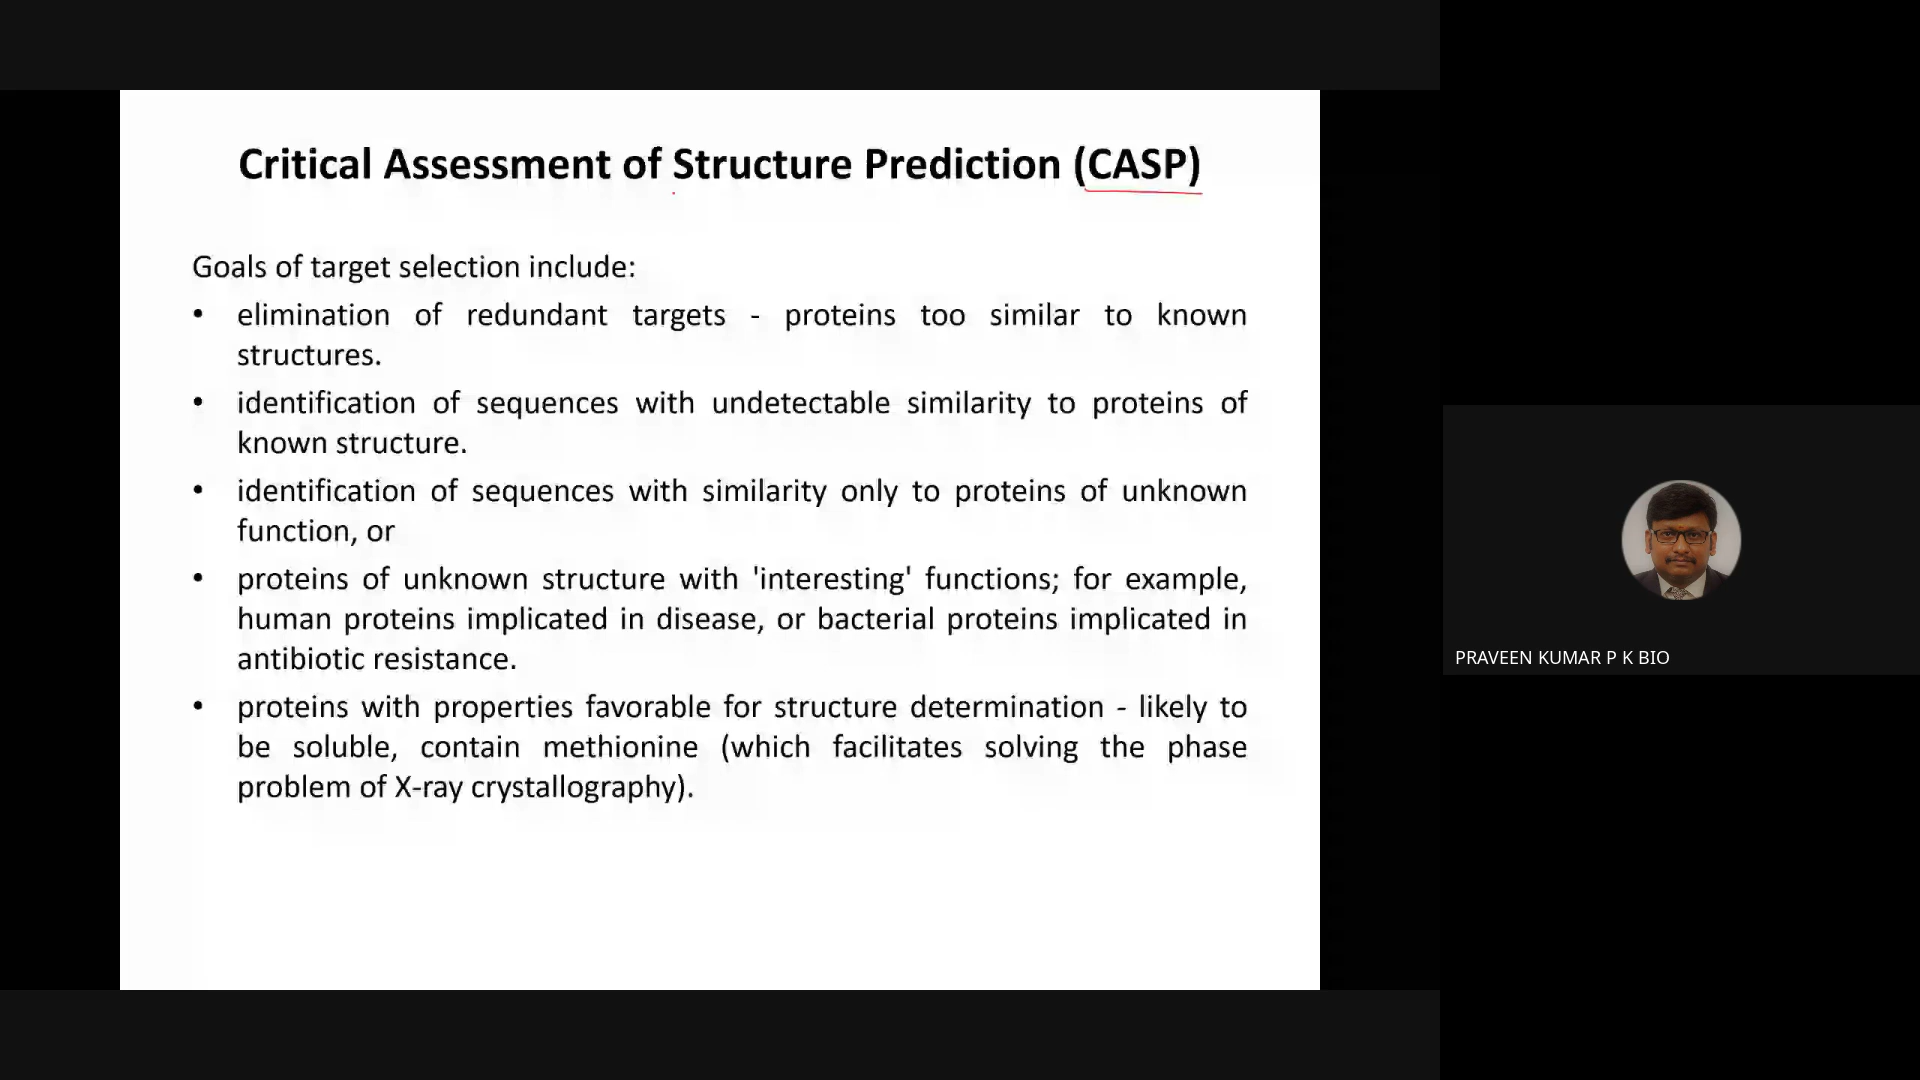 Critical Assessment of Structure Prediction (CASP)
Goals of target selection include:
• elimination of redundant targets - proteins too similar to known
structures.
• identification of sequences with undetectable similarity to proteins of
known structure.
• identification of sequences with similarity only to proteins of unknown
function, or
• proteins of unknown structure with 'interesting' functions; for example,
human proteins implicated in disease, or bacterial proteins implicated in
antibiotic resistance.
• proteins with properties favorable for structure determination - likely to
be soluble, contain methionine (which facilitates solving the phase
problem of X-ray crystallography).
PRAVEEN KUMAR P K BIO